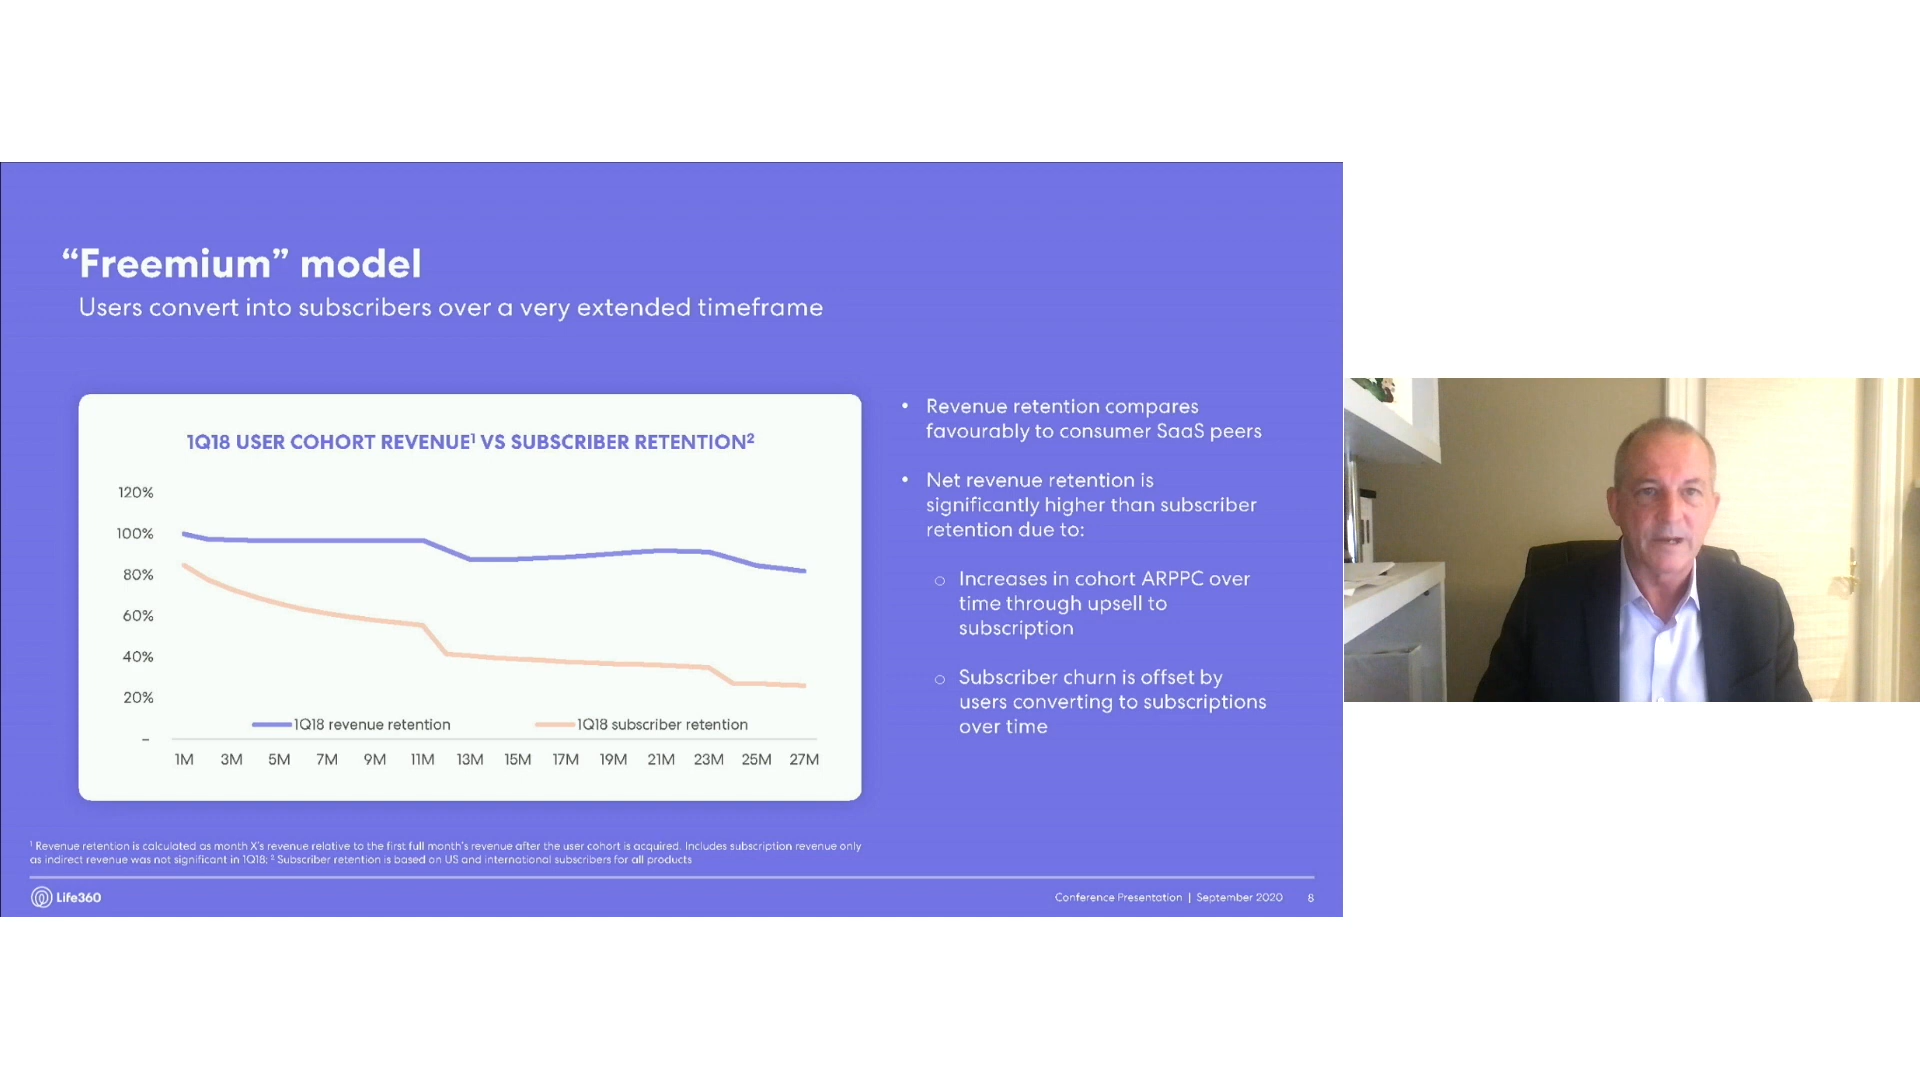 “Freemium” model
Users convert into subscribers over a very extended timeframe
1Q18 USER COHORT REVENUE¹ VS SUBSCRIBER RETENTION²
120%
100%
80%
60%
40%
20%
–
1Q18 revenue retention
1Q18 subscriber retention
1M 3M 5M 7M 9M 11M 13M 15M 17M 19M 21M 23M 25M 27M
• Revenue retention compares
favourably to consumer SaaS peers
• Net revenue retention is
significantly higher than subscriber
retention due to:
○ Increases in cohort ARPPC over
time through upsell to
subscription
○ Subscriber churn is offset by
users converting to subscriptions
over time
¹ Revenue retention is calculated as month X’s revenue relative to the first full month’s revenue after the user cohort is acquired. Includes subscription revenue only
as indirect revenue was not significant in 1Q18; ² Subscriber retention is based on US and international subscribers for all products
Life360
Conference Presentation | September 2020 8